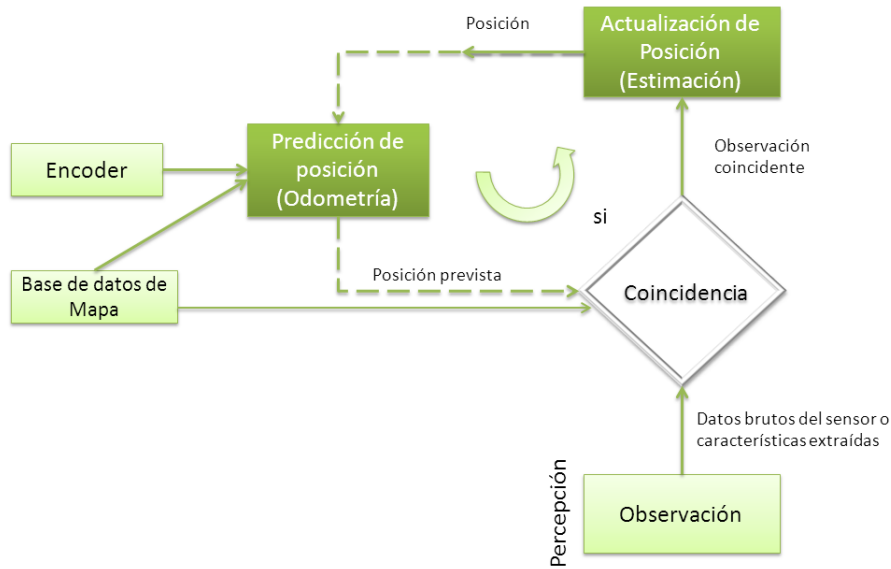 Posición
Actualización de
Posición
(Estimación)
Predicción de
posición
(Odometría)
Encoder
Observación
coincidente
si
Base de datos de
Mapa
Posición prevista
Coincidencia
Datos brutos del sensor o
características extraídas
Percepción
Observación